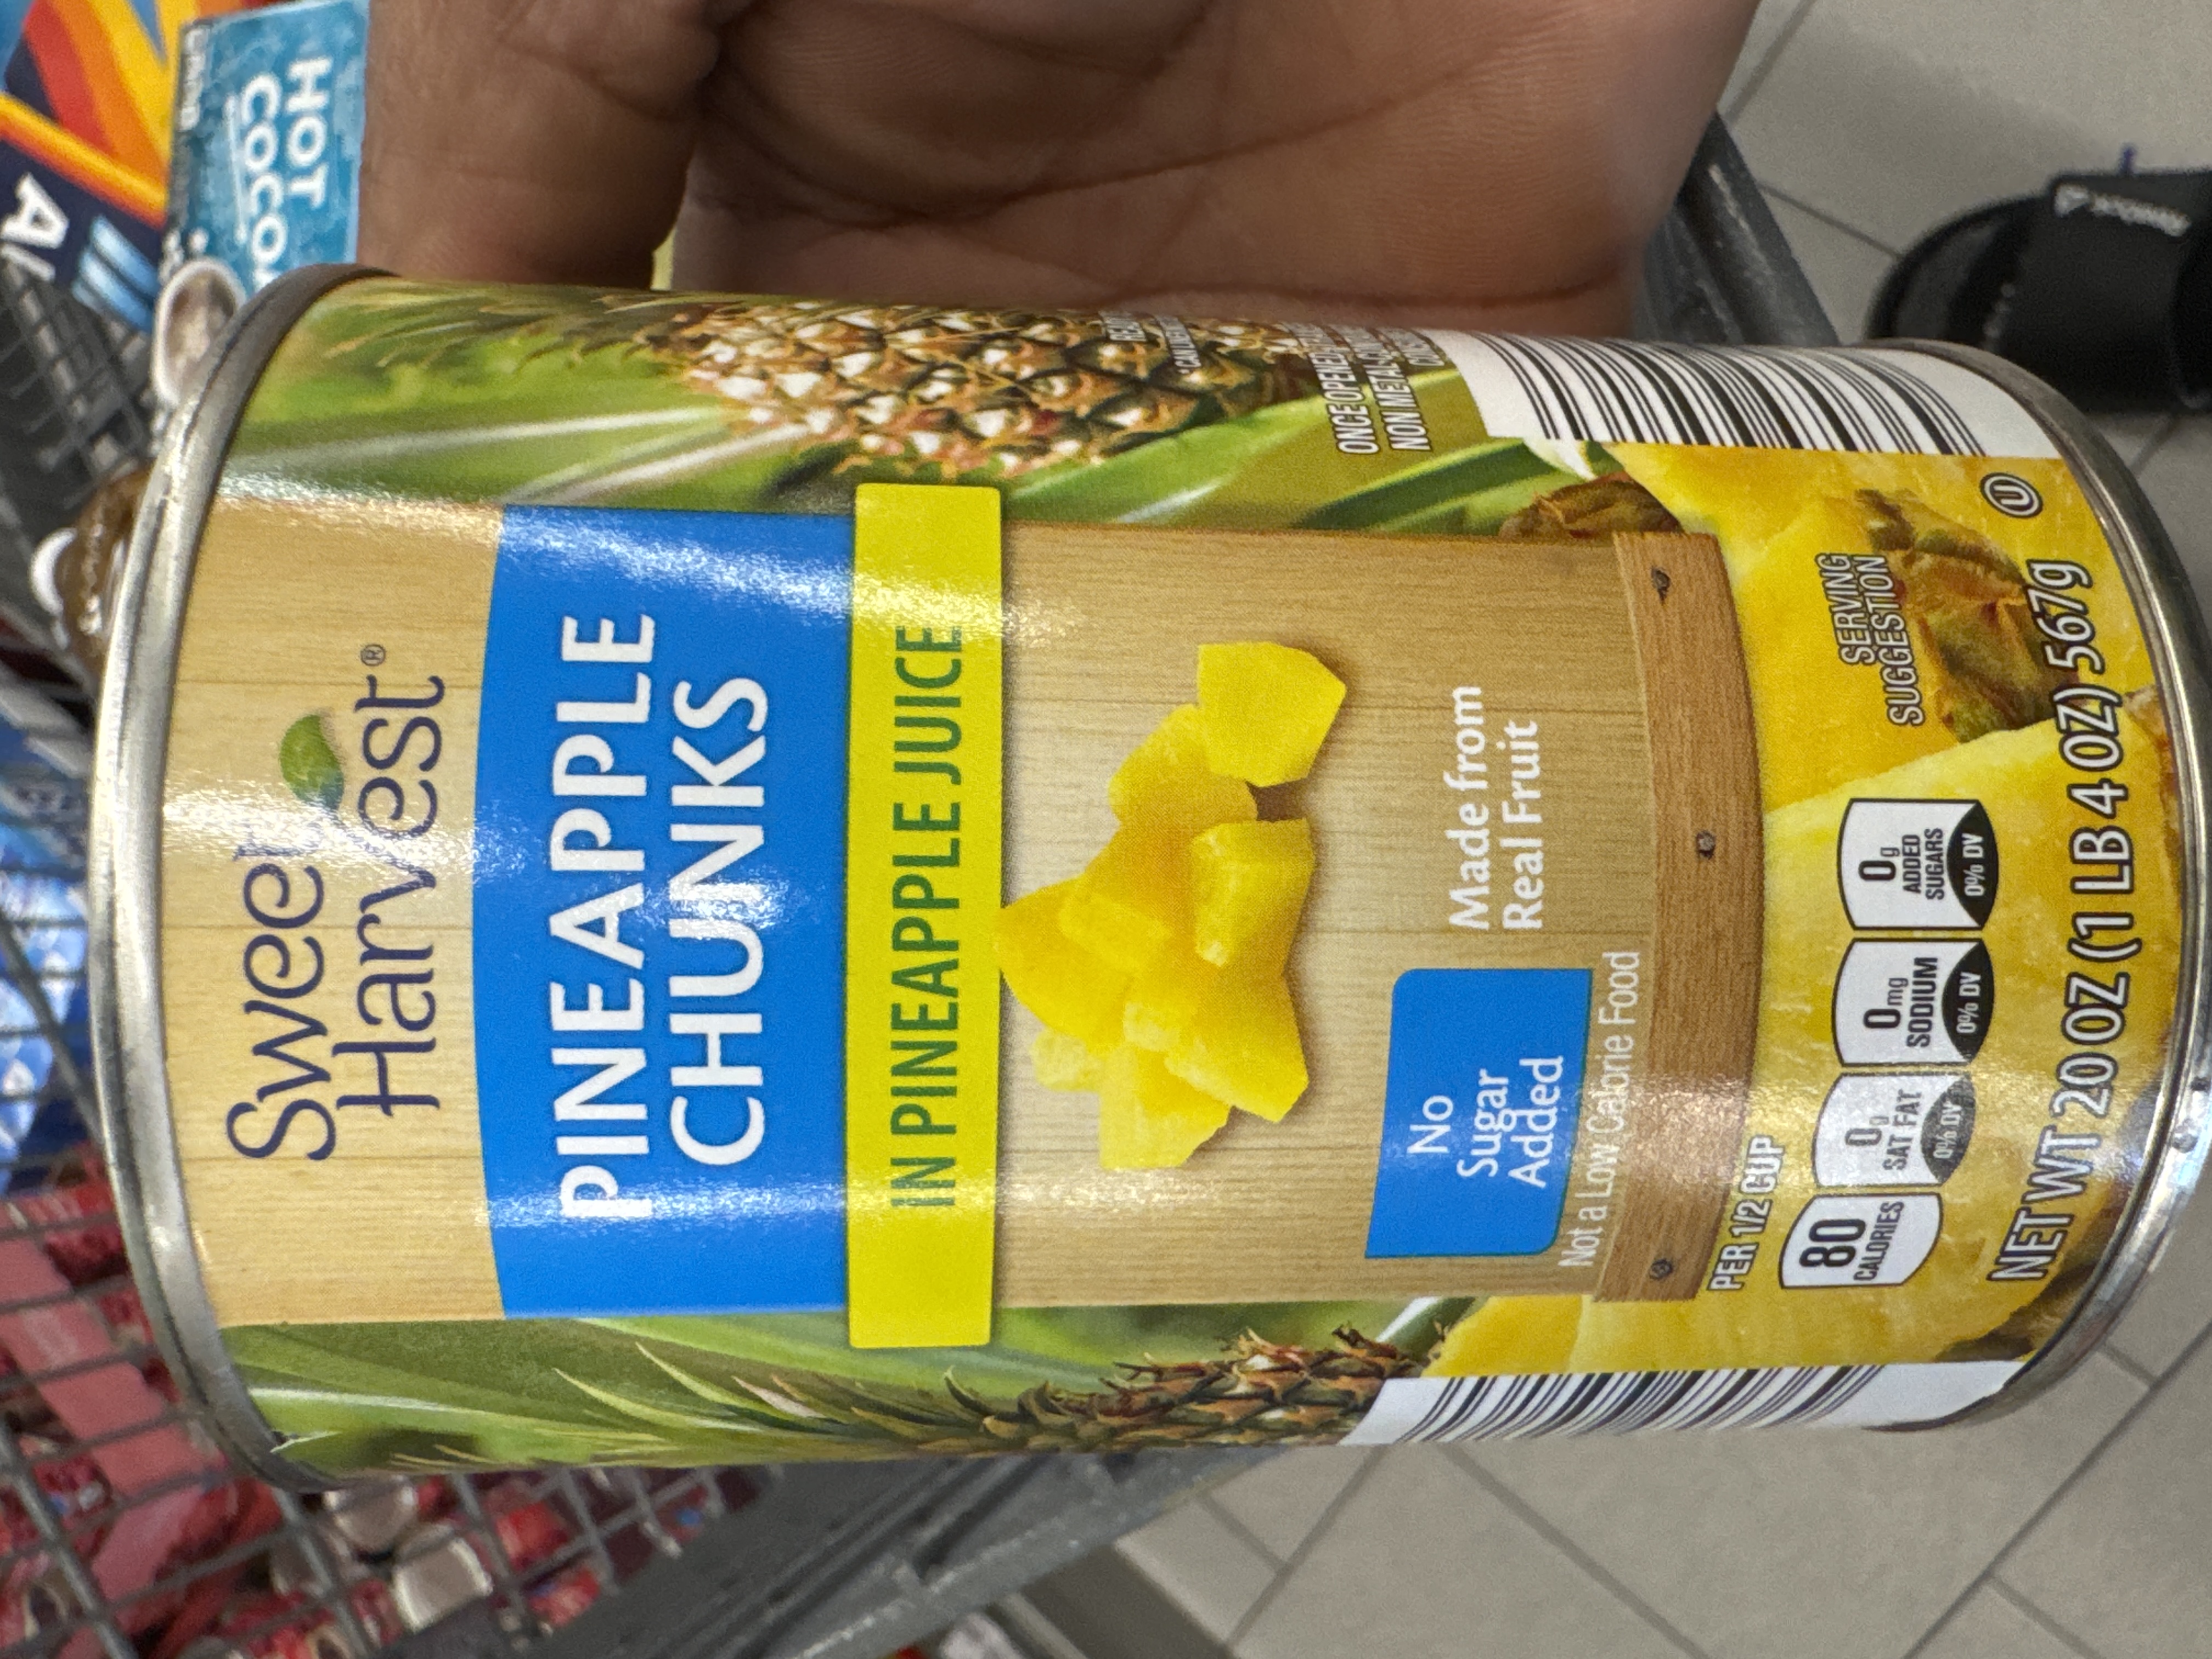 Sweet
Harvest®
PINEAPPLE
CHUNKS
IN PINEAPPLE JUICE
No
Sugar
Added
Made from
Real Fruit
Not a Low Calorie Food
PER 1/2 CUP
80
CALORIES
0g
SAT FAT
0% DV
0mg
SODIUM
0% DV
0g
ADDED
SUGARS
0% DV
SERVING
SUGGESTION
NET WT 20 OZ (1 LB 4 OZ) 567g
U
ONCE OPENED
NON METAL
HOT
COCOA